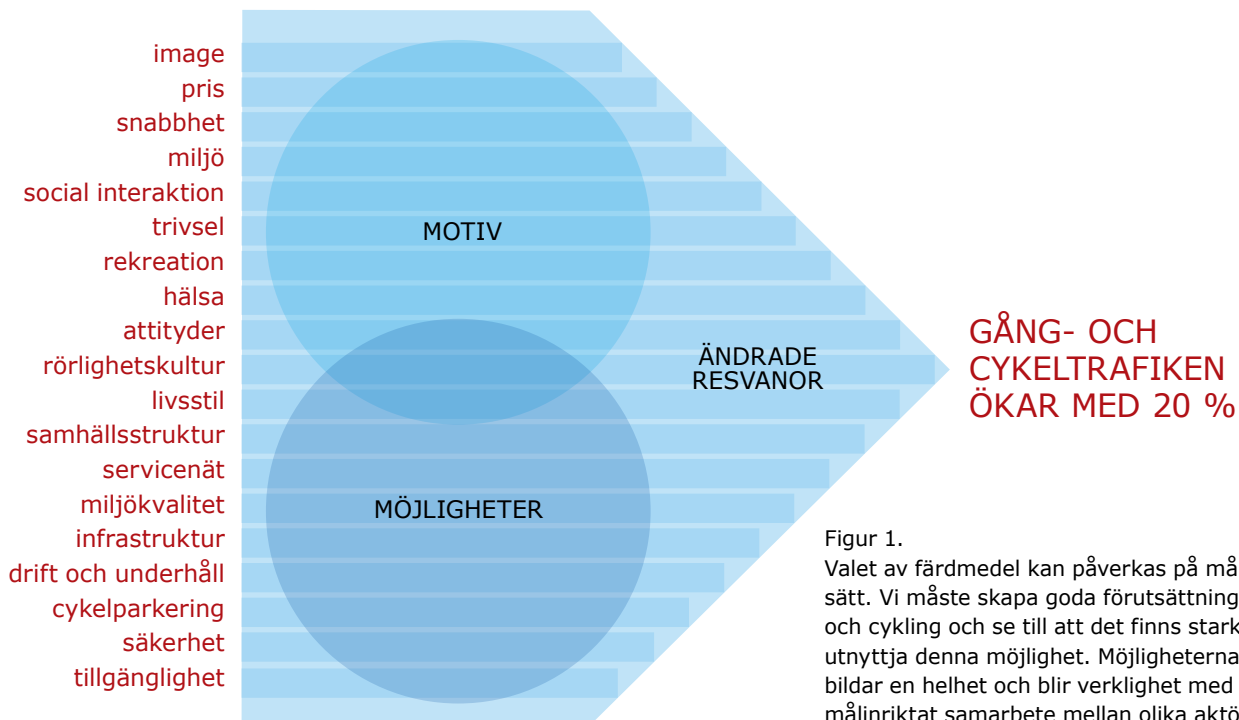 image
pris
snabbhet
miljö
social interaktion
trivsel
rekreation
hälsa
attityder
rörlighetskultur
livsstil
samhällsstruktur
servicenät
miljökvalitet
infrastruktur
drift och underhåll
cykelparkering
säkerhet
tillgänglighet
MOTIV
MÖJLIGHETER
ÄNDRADE
RESVANOR
GÅNG- OCH
CYKELTRAFIKEN
ÖKAR MED 20 %
Figur 1.
Valet av färdmedel kan påverkas på
sätt. Vi måste skapa goda
och cykling och se till att det finns
utnyttja denna möjlighet. Möjligheterna
bildar en helhet och blir verklighet med
målinriktat samarbete mellan olika